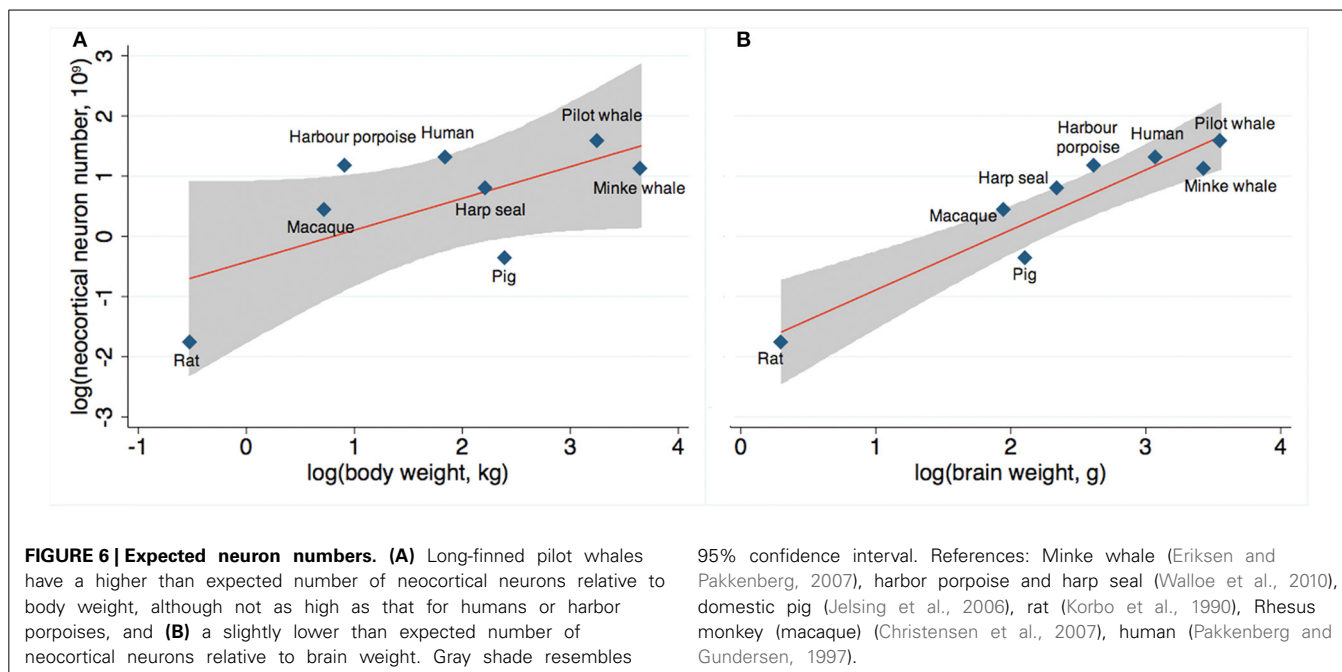 A
log(neocortical neuron number, 10⁹)
3
2
1
0
-1
-2
-3
Harbour porpoise
Human
Pilot whale
Macaque
Harp seal
Minke whale
Pig
Rat
-1 0 1 2 3 4
log(body weight, kg)
B
Harbour
porpoise
Human
Pilot whale
Harp seal
Minke whale
Macaque
Pig
Rat
0 1 2 3 4
log(brain weight, g)
FIGURE 6 | Expected neuron numbers. (A) Long-finned pilot whales
have a higher than expected number of neocortical neurons relative to
body weight, although not as high as that for humans or harbor
porpoises, and (B) a slightly lower than expected number of
neocortical neurons relative to brain weight. Gray shade resembles
95% confidence interval. References: Minke whale (Eriksen and
Pakkenberg, 2007), harbor porpoise and harp seal (Walloe et al., 2010),
domestic pig (Jelsing et al., 2006), rat (Korbo et al., 1990), Rhesus
monkey (macaque) (Christensen et al., 2007), human (Pakkenberg and
Gundersen, 1997).